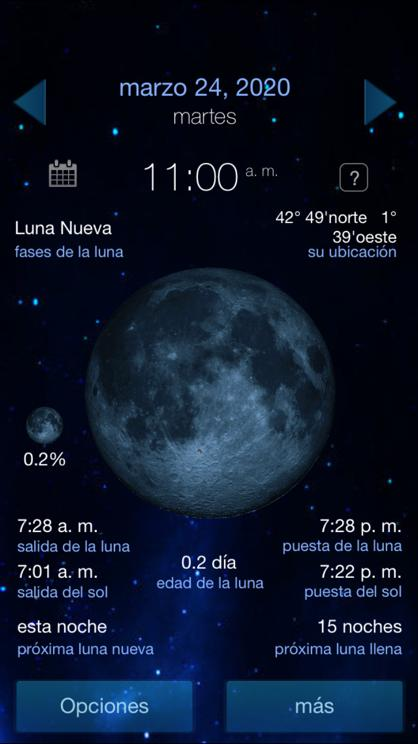 marzo 24, 2020
martes
11:00 a. m.
?
Luna Nueva
fases de la luna
42° 49'norte 1°
39'oeste
su ubicación
0.2%
7:28 a. m.
salida de la luna
7:01 a. m.
salida del sol
0.2 día
edad de la luna
7:28 p. m.
puesta de la luna
7:22 p. m.
puesta del sol
esta noche
próxima luna nueva
15 noches
próxima luna llena
Opciones
más